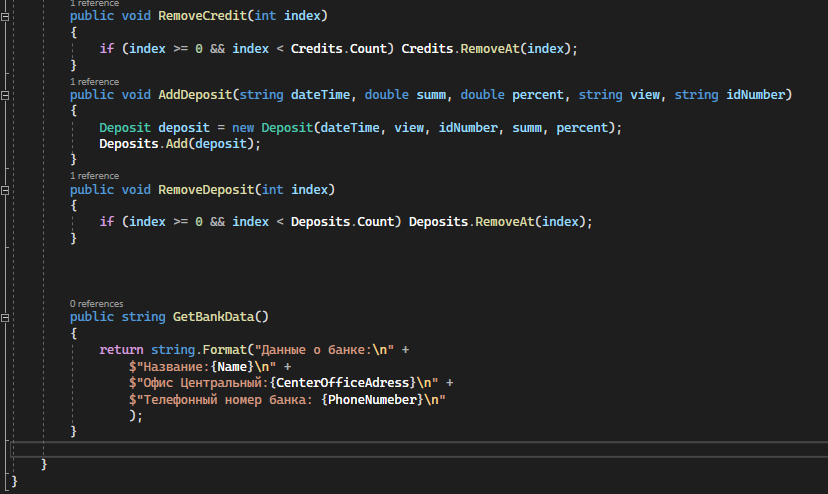 1 reference
public void RemoveCredit(int index)
{
if (index >= 0 && index < Credits.Count) Credits.RemoveAt(index);
}
1 reference
public void AddDeposit(string dateTime, double summ, double percent, string view, string idNumber)
{
Deposit deposit = new Deposit(dateTime, view, idNumber, summ, percent);
Deposits.Add(deposit);
}
1 reference
public void RemoveDeposit(int index)
{
if (index >= 0 && index < Deposits.Count) Deposits.RemoveAt(index);
}
0 references
public string GetBankData()
{
return string.Format("Данные о банке:\n" +
$"Название:{Name}\n" +
$"Офис Центральный:{CenterOfficeAdress}\n" +
$"Телефонный номер банка: {PhoneNumeber}\n"
);
}
}
}